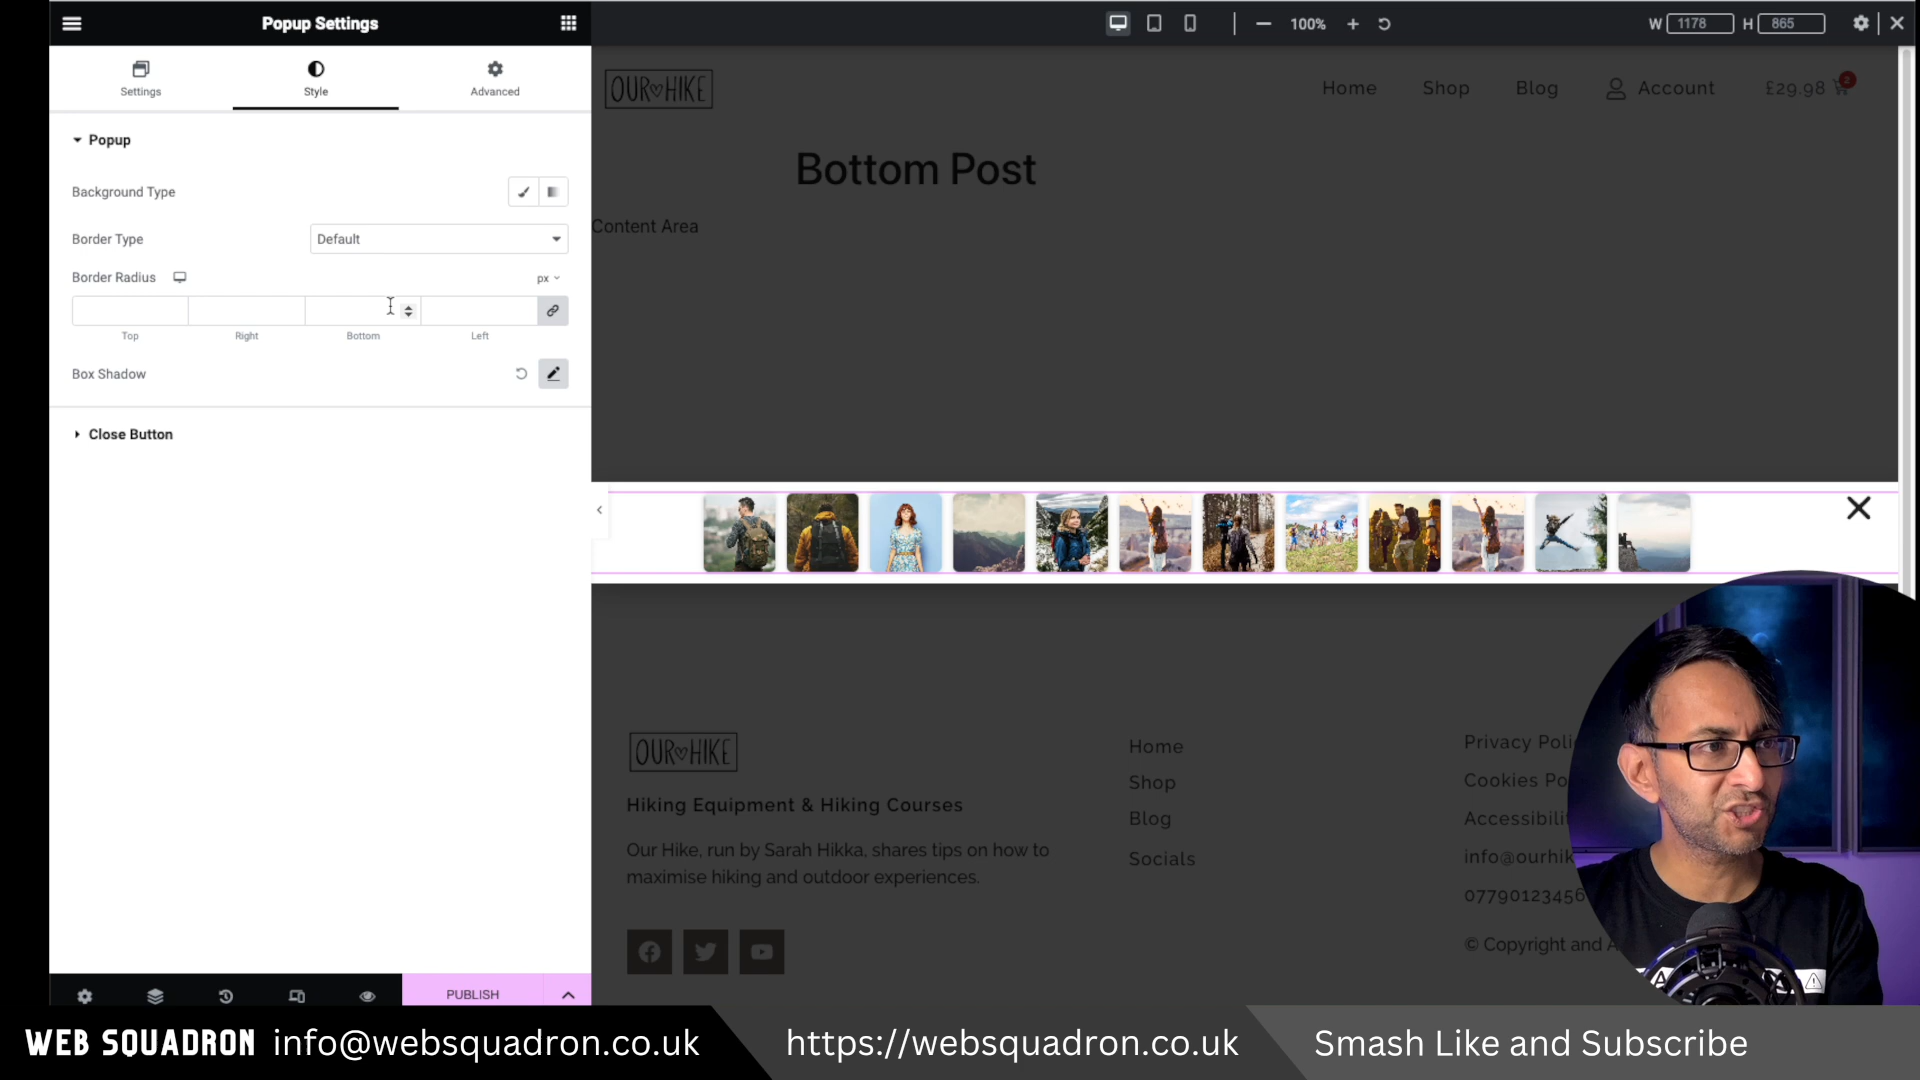 Popup Settings
100%
W 1178 H 865
Settings
Style
Advanced
Popup
Background Type
Border Type
Default
Border Radius
px
Top
Right
Bottom
Left
Box Shadow
Close Button
PUBLISH
OUR HIKE
Home
Shop
Blog
Account
£29.98
2
Bottom Post
Content Area
OUR HIKE
Hiking Equipment & Hiking Courses
Our Hike, run by Sarah Hikka, shares tips on how to
maximise hiking and outdoor experiences.
Home
Shop
Blog
Socials
Privacy Poli
Cookies Po
Accessibili
info@ourhik
07790123456
© Copyright and A
WEB SQUADRON info@websquadron.co.uk
https://websquadron.co.uk
Smash Like and Subscribe